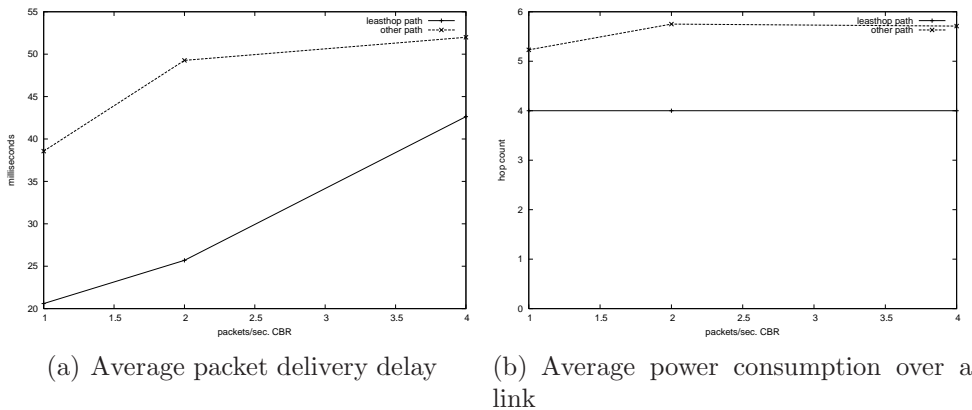 55
50
45
40
35
30
25
20
milliseconds
1 1.5 2 2.5 3 3.5 4
packets/sec. CBR
leasthop path
other path
(a) Average packet delivery delay
6
5
4
3
2
1
0
hop count
1 1.5 2 2.5 3 3.5 4
packets/sec. CBR
leasthop path
other path
(b) Average power consumption over a
link